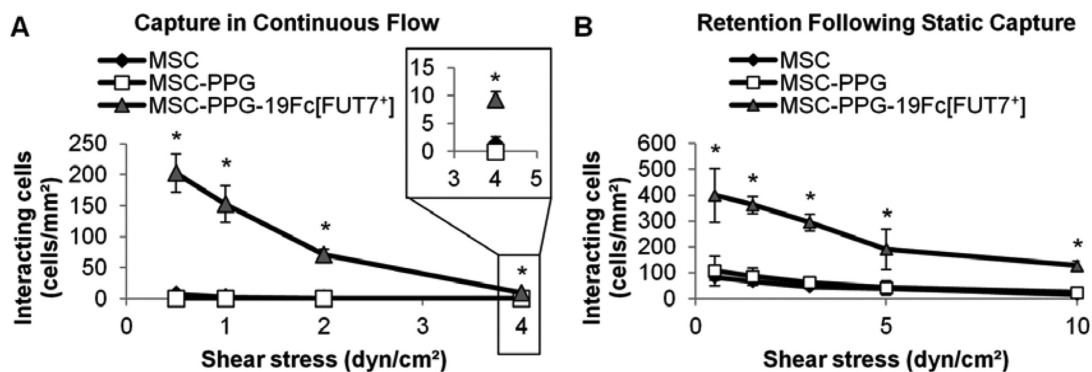 A
Capture in Continuous Flow
MSC
MSC-PPG
MSC-PPG-19Fc[FUT7⁺]
Interacting cells
(cells/mm²)
250
200
150
100
50
0
0
1
2
3
4
* * * *
Shear stress (dyn/cm²)
15
10
5
0
*
3
4
5
B
Retention Following Static Capture
MSC
MSC-PPG
MSC-PPG-19Fc[FUT7⁺]
Interacting cells
(cells/mm²)
600
500
400
300
200
100
0
* * * * *
0
5
10
Shear stress (dyn/cm²)